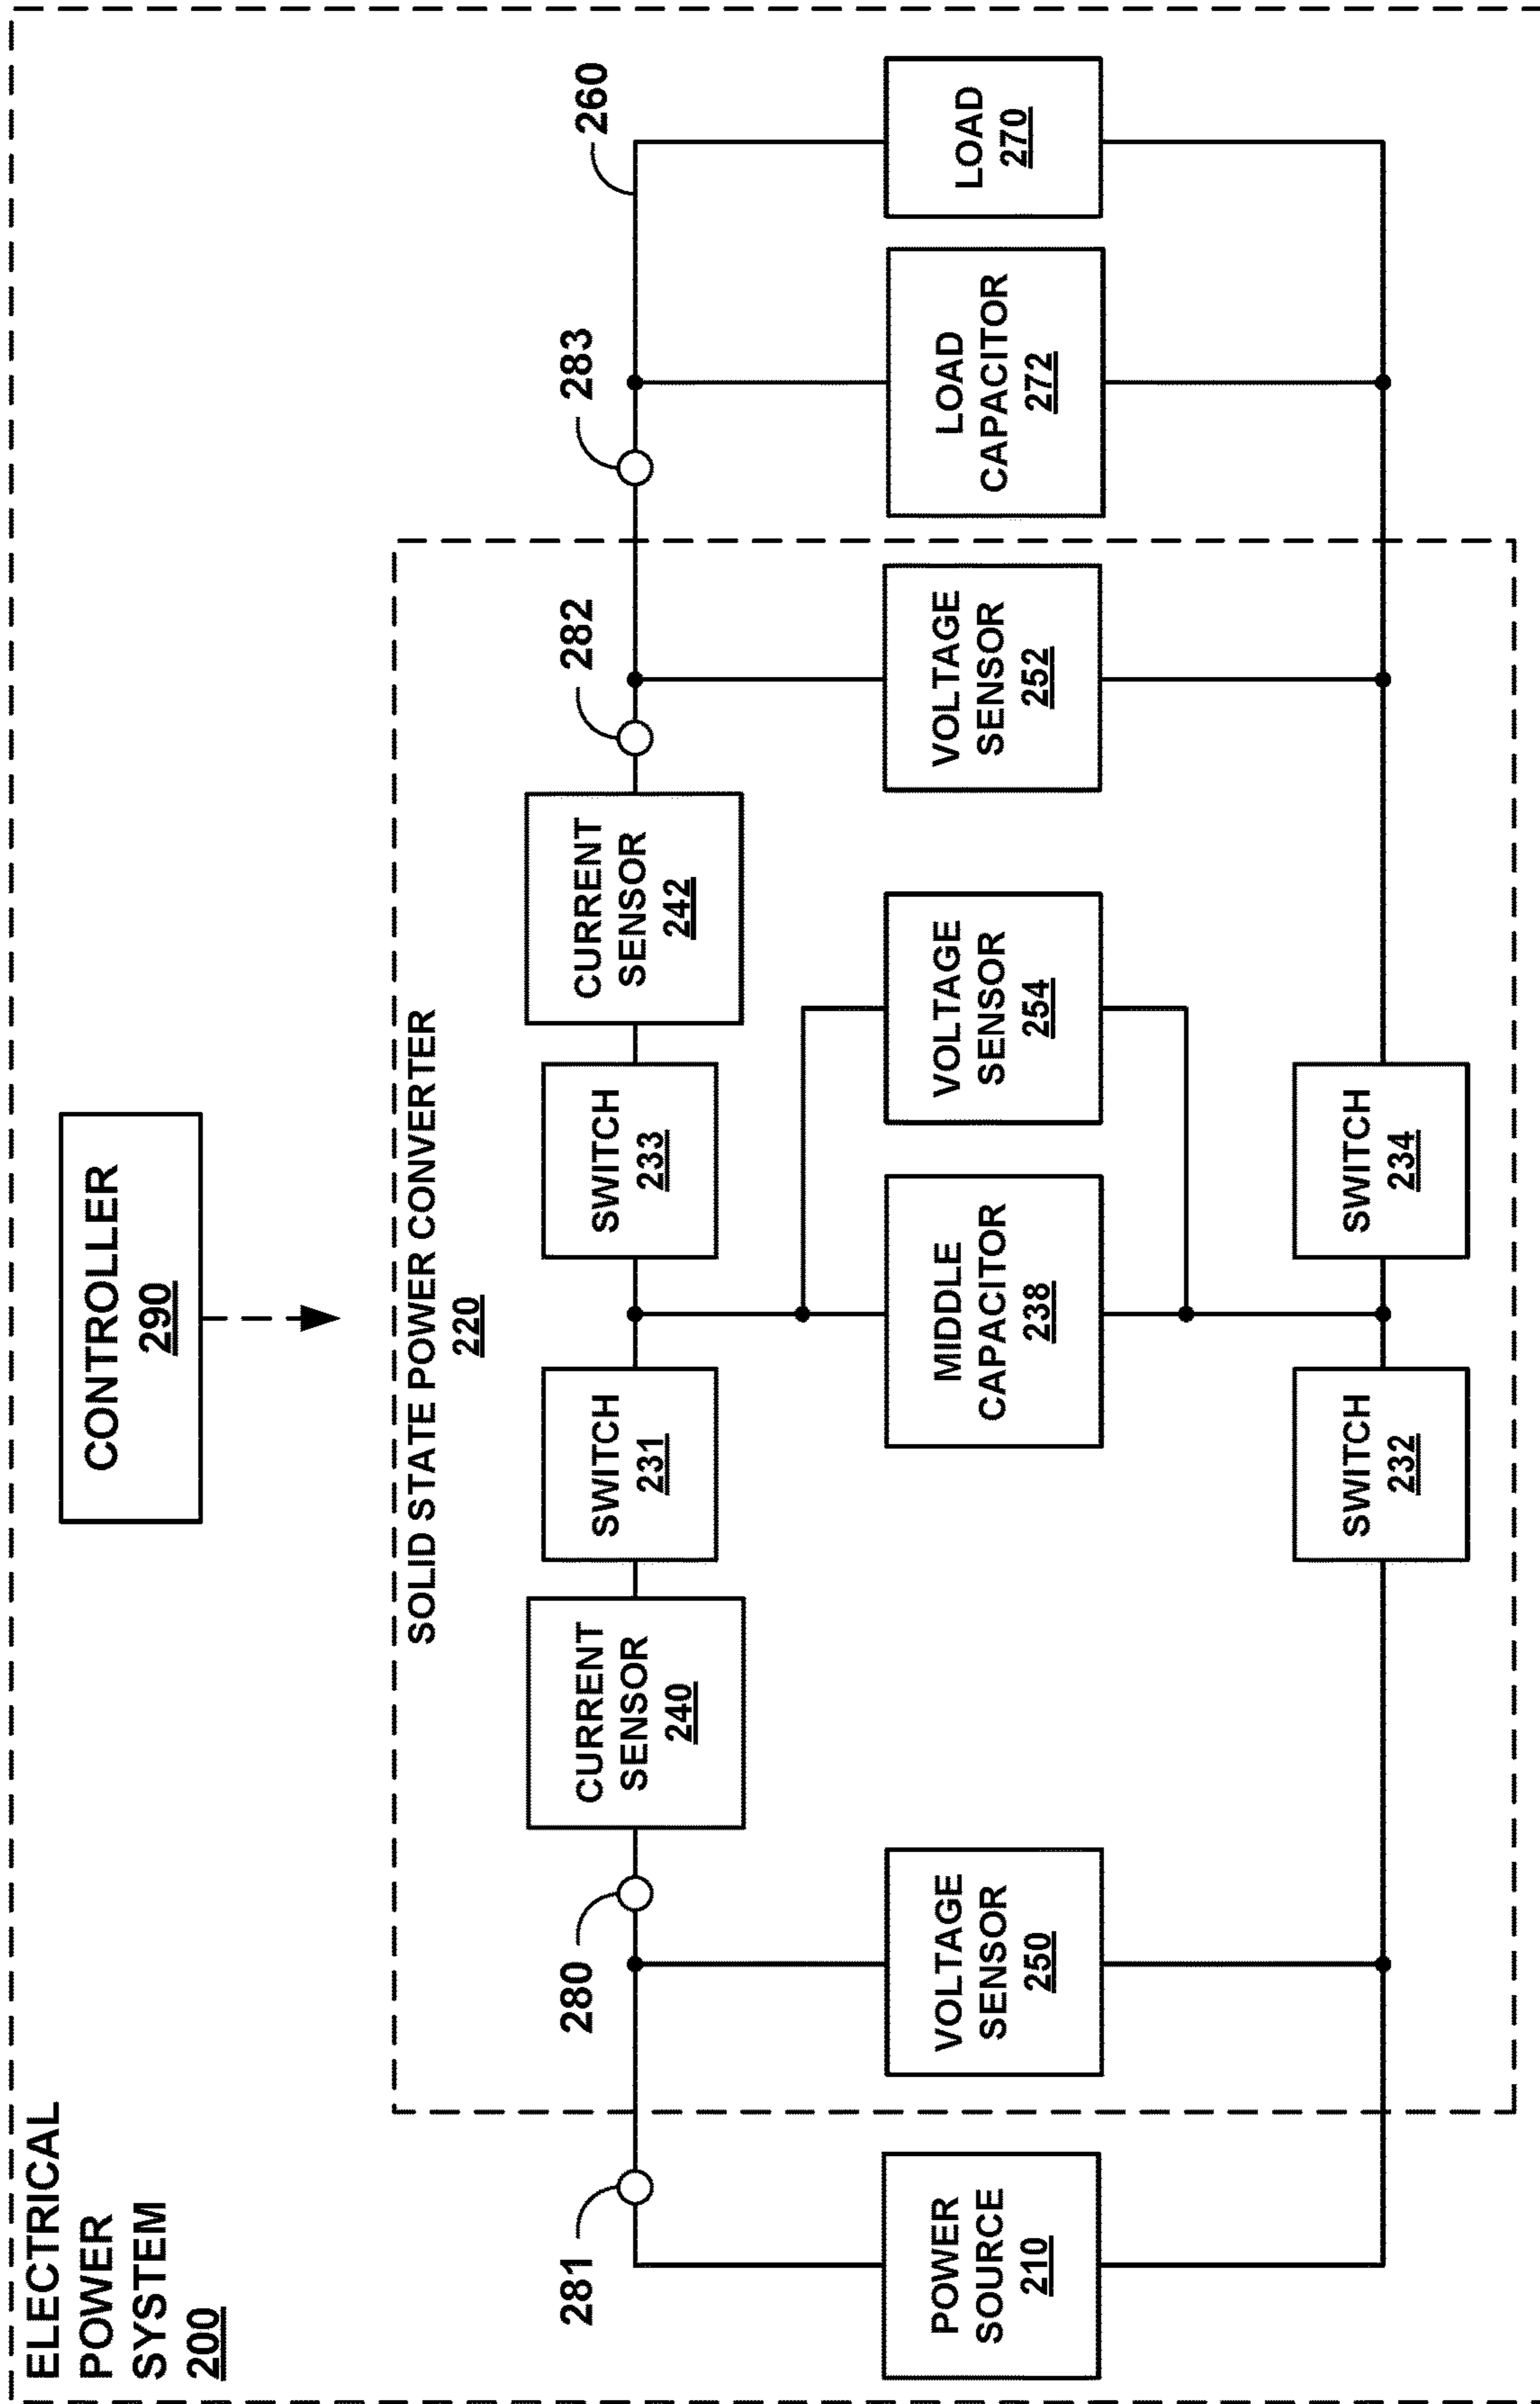 ELECTRICAL
POWER
SYSTEM
200
CONTROLLER
290
SOLID STATE POWER CONVERTER
220
281
280
282
283
260
CURRENT
SENSOR
240
SWITCH
231
SWITCH
233
CURRENT
SENSOR
242
POWER
SOURCE
210
VOLTAGE
SENSOR
250
MIDDLE
CAPACITOR
238
VOLTAGE
SENSOR
254
VOLTAGE
SENSOR
252
LOAD
CAPACITOR
272
LOAD
270
SWITCH
232
SWITCH
234